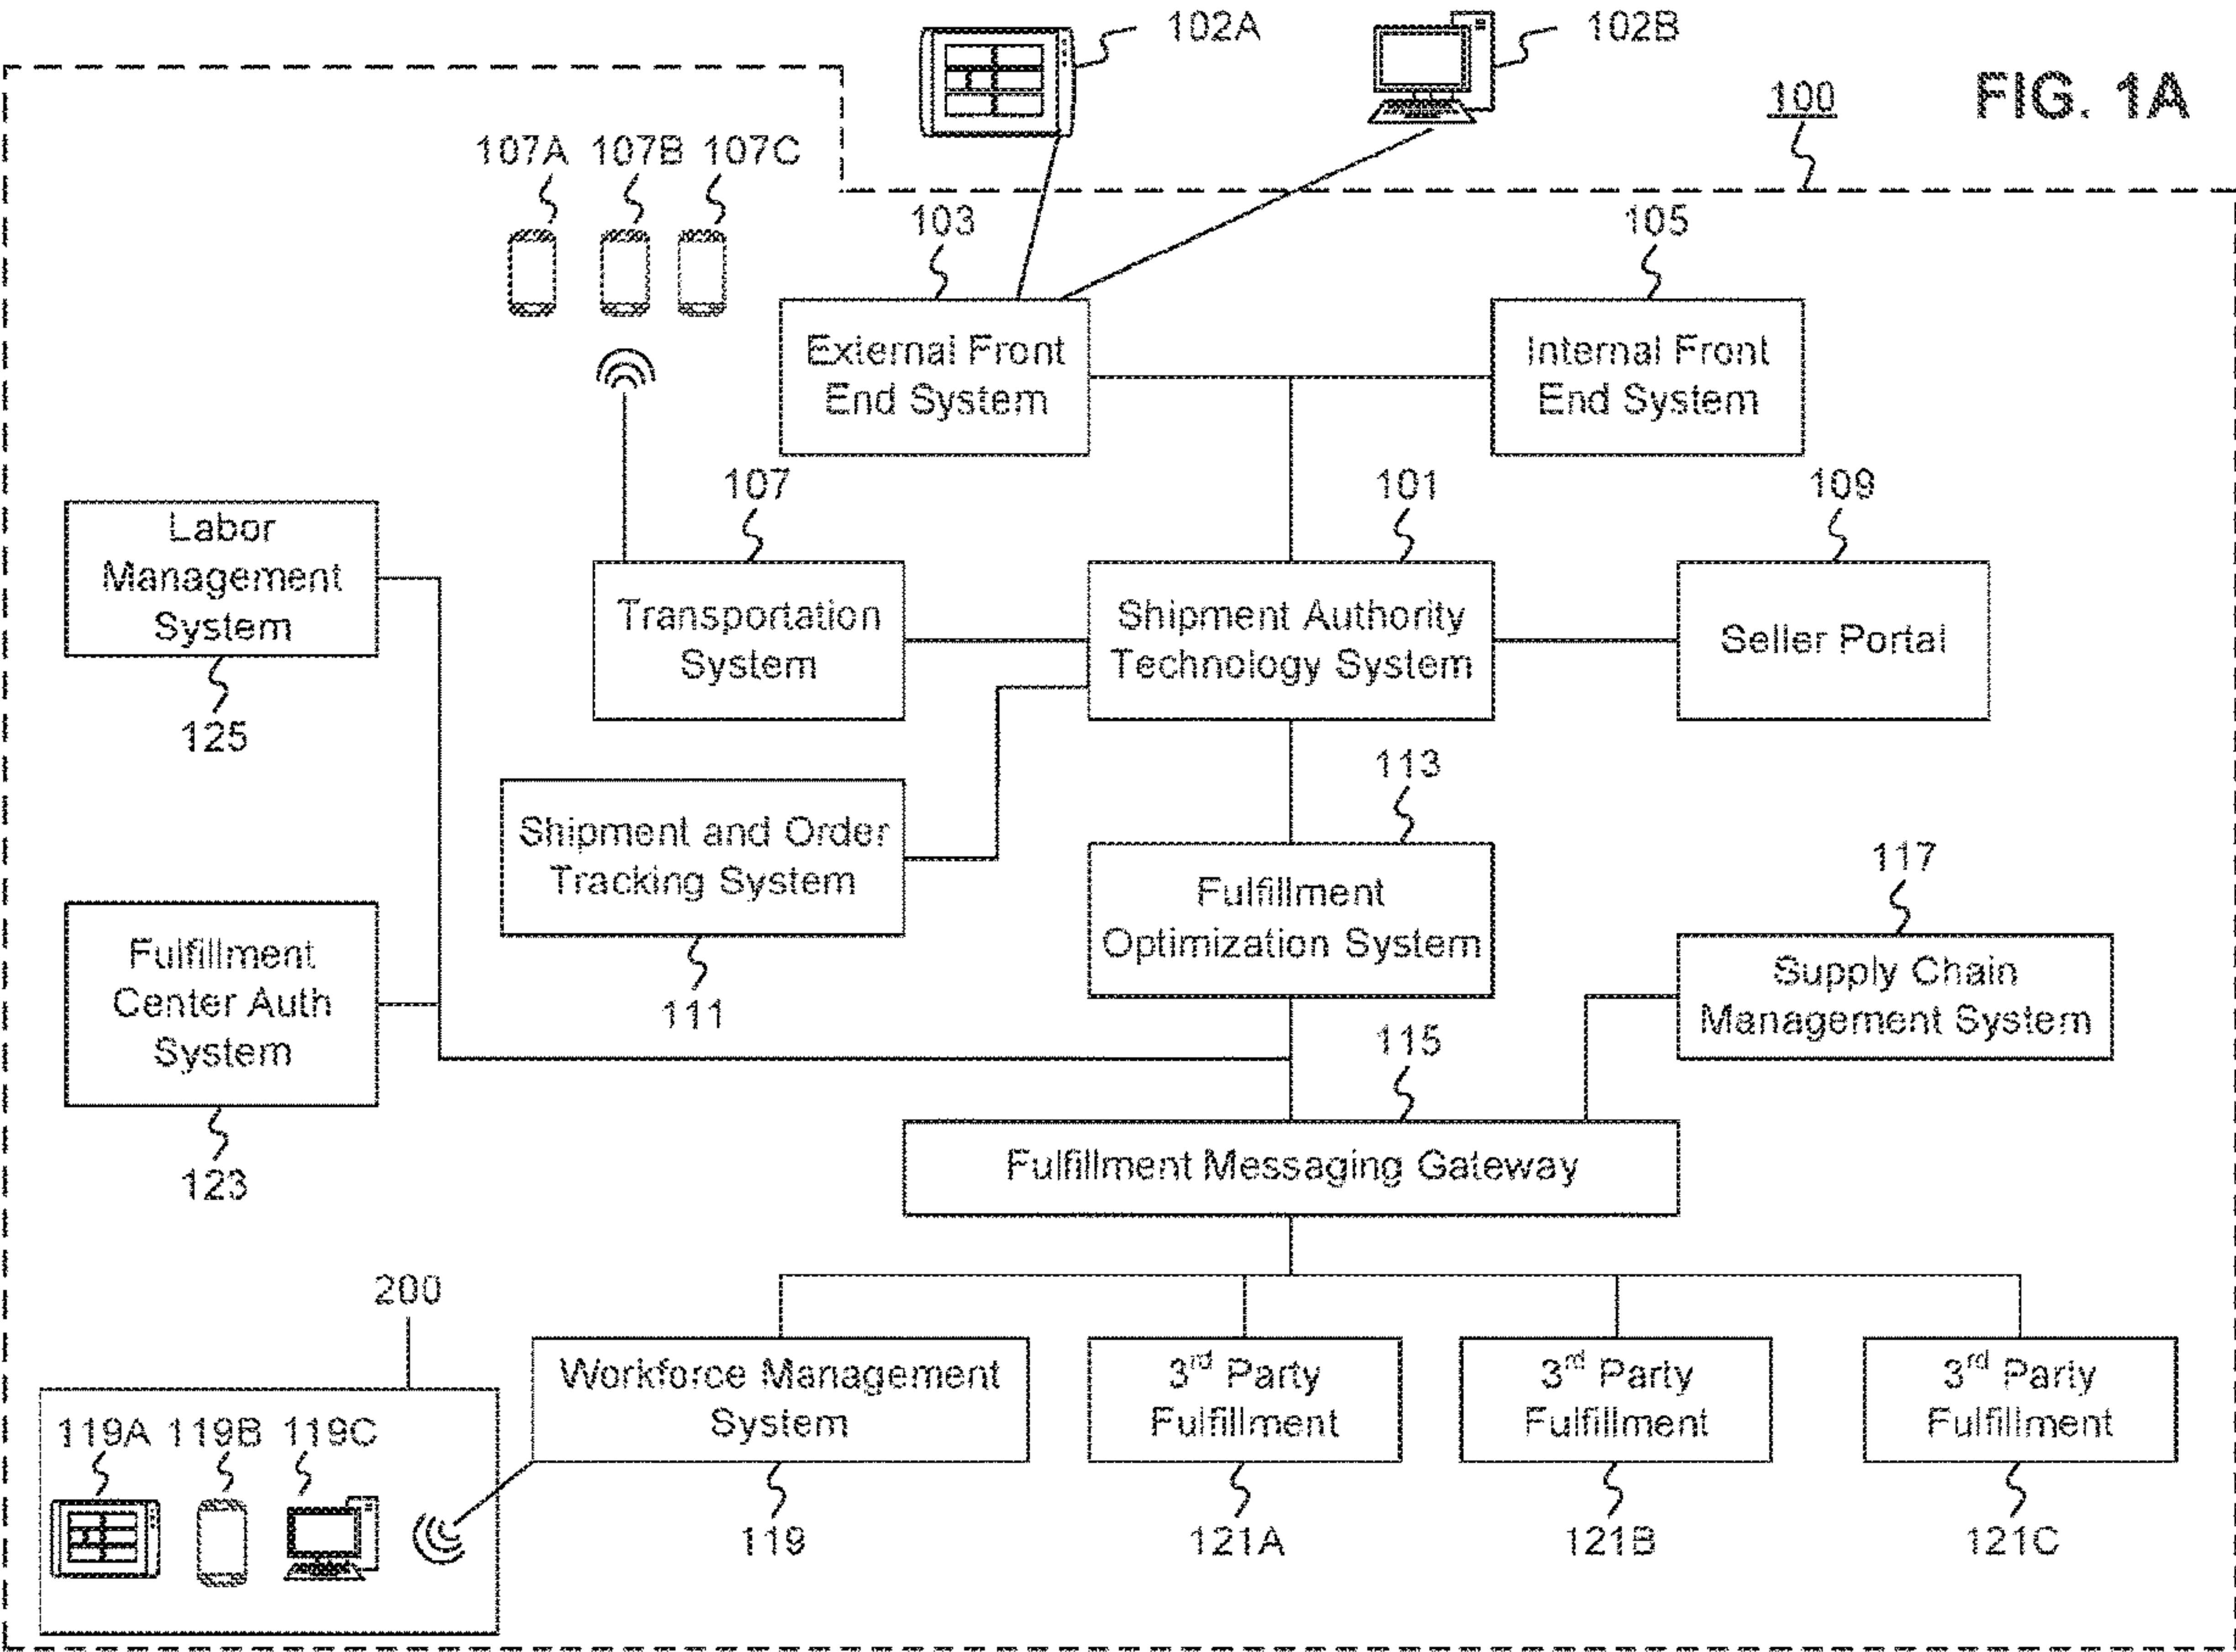 102A
102B
FIG. 1A
100
107A 107B 107C
103
105
External Front
End System
Internal Front
End System
107
101
109
Labor
Management
System
125
Transportation
System
Shipment Authority
Technology System
Seller Portal
113
Shipment and Order
Tracking System
111
Fulfillment
Optimization System
117
Supply Chain
Management System
Fulfillment
Center Auth
System
123
115
Fulfillment Messaging Gateway
200
119A 119B 119C
Workforce Management
System
119
3rd Party
Fulfillment
121A
3rd Party
Fulfillment
121B
3rd Party
Fulfillment
121C